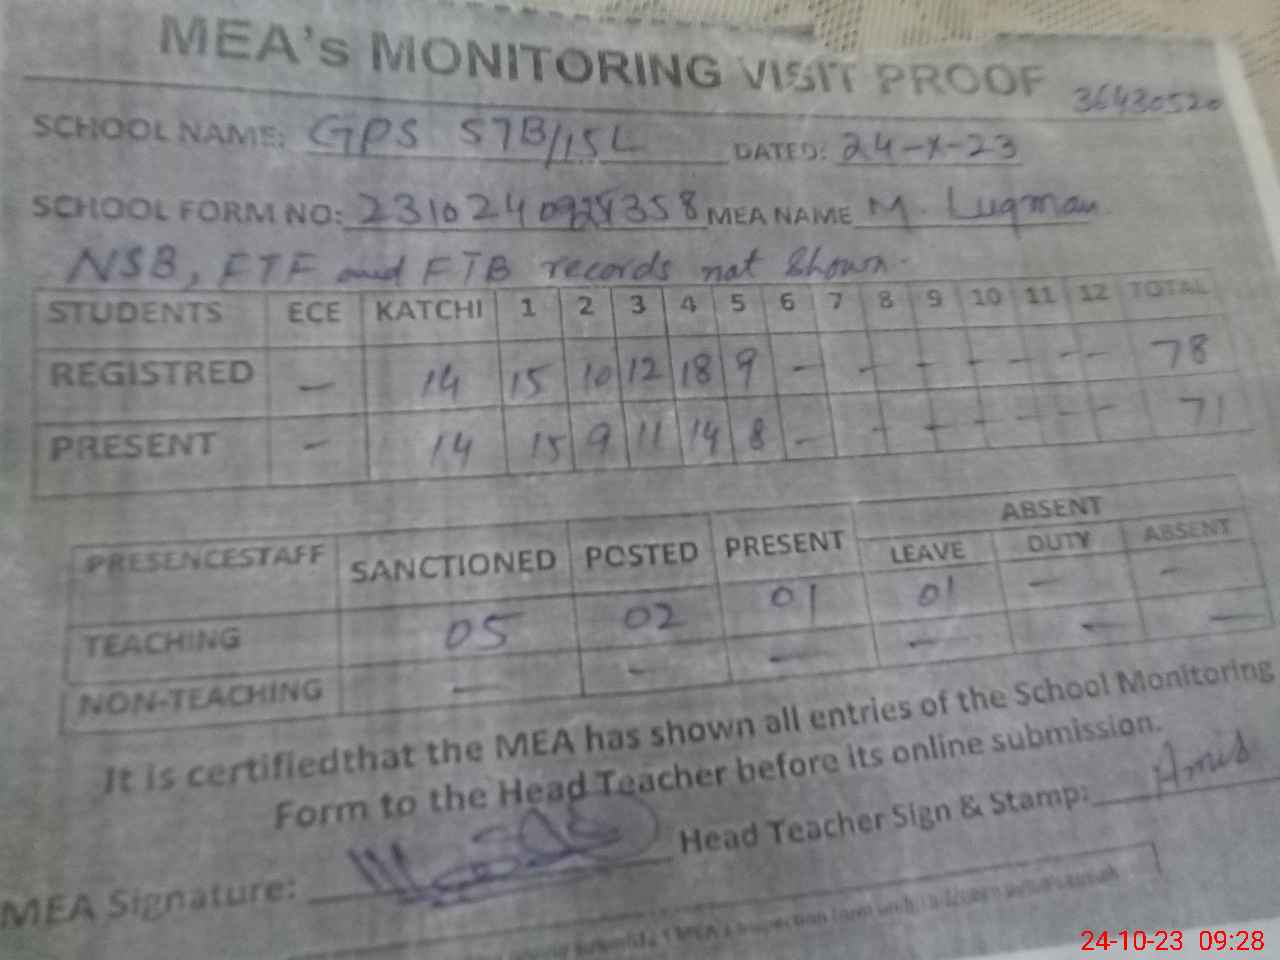 MEA's MONITORING VISIT PROOF
36430520
SCHOOL NAME: GPS 57B/15L DATED: 24-X-23
SCHOOL FORM NO: 231024092358 MEA NAME M. Luqman
NSB, FTF and FTB records not shown.
STUDENTS ECE KATCHI 1 2 3 4 5 6 7 8 9 10 11 12 TOTAL
REGISTRED - 14 15 10 12 18 9 - - - - - - - 78
PRESENT - 14 15 9 11 14 8 - - - - - - - 71
ABSENT
PRESENCESTAFF SANCTIONED POSTED PRESENT LEAVE DUTY ABSENT
TEACHING 05 02 01 01 - -
NON-TEACHING - - - - - -
It is certifiedthat the MEA has shown all entries of the School Monitoring
Form to the Head Teacher before its online submission.
MEA Signature: Head Teacher Sign & Stamp:
24-10-23 09:28